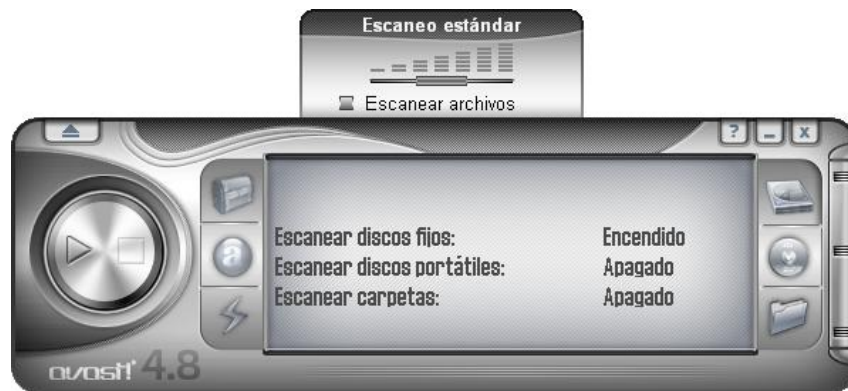 Escaneo estándar
Escanear archivos
?
_
x
a
Escanear discos fijos: Encendido
Escanear discos portátiles: Apagado
Escanear carpetas: Apagado
avast! 4.8